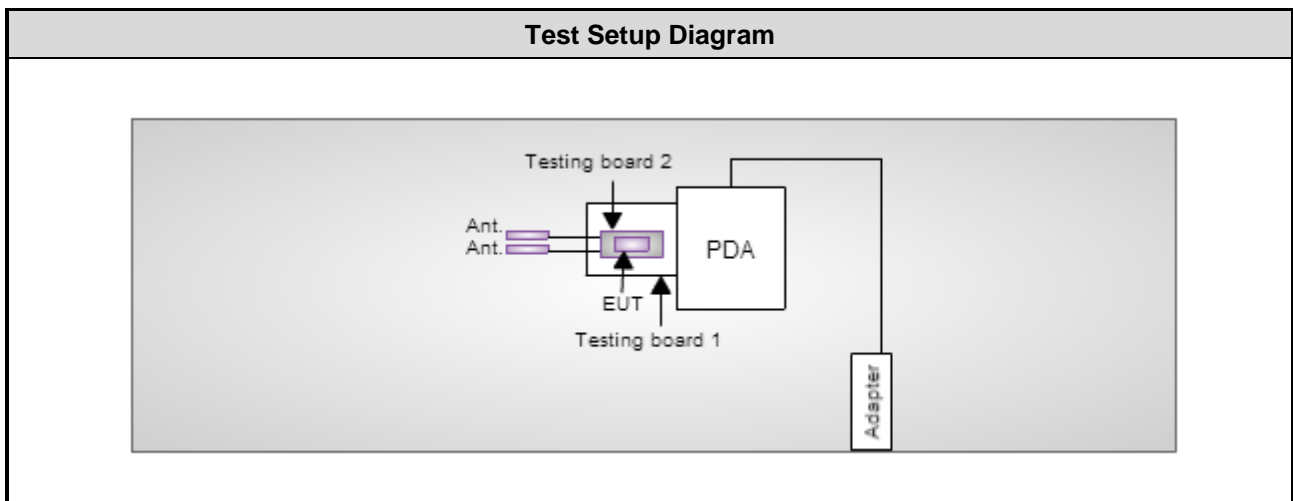 Test Setup Diagram
Testing board 2
Ant.
Ant.
PDA
EUT
Testing board 1
Adapter